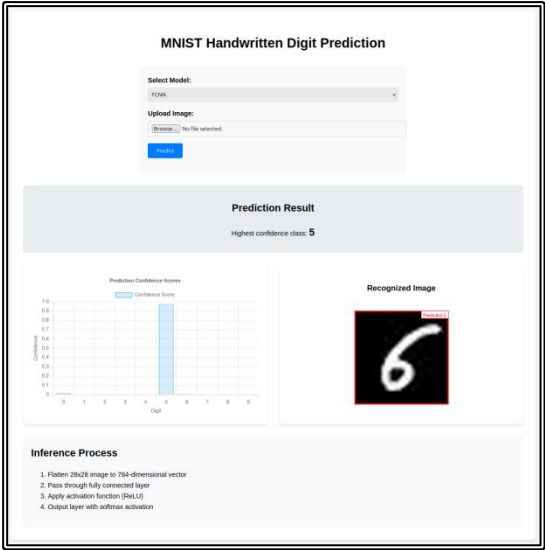 MNIST Handwritten Digit Prediction
Select Model:
FCNN
Upload Image:
Browse... No file selected.
Predict
Prediction Result
Highest confidence class: 5
Prediction Confidence Scores
Confidence Score
1.0
0.9
0.8
0.7
0.6
0.5
0.4
0.3
0.2
0.1
0
Confidence
0 1 2 3 4 5 6 7 8 9
Digit
Recognized Image
Predicted: 5
6
Inference Process
1. Flatten 28x28 image to 784-dimensional vector
2. Pass through fully connected layer
3. Apply activation function (ReLU)
4. Output layer with softmax activation